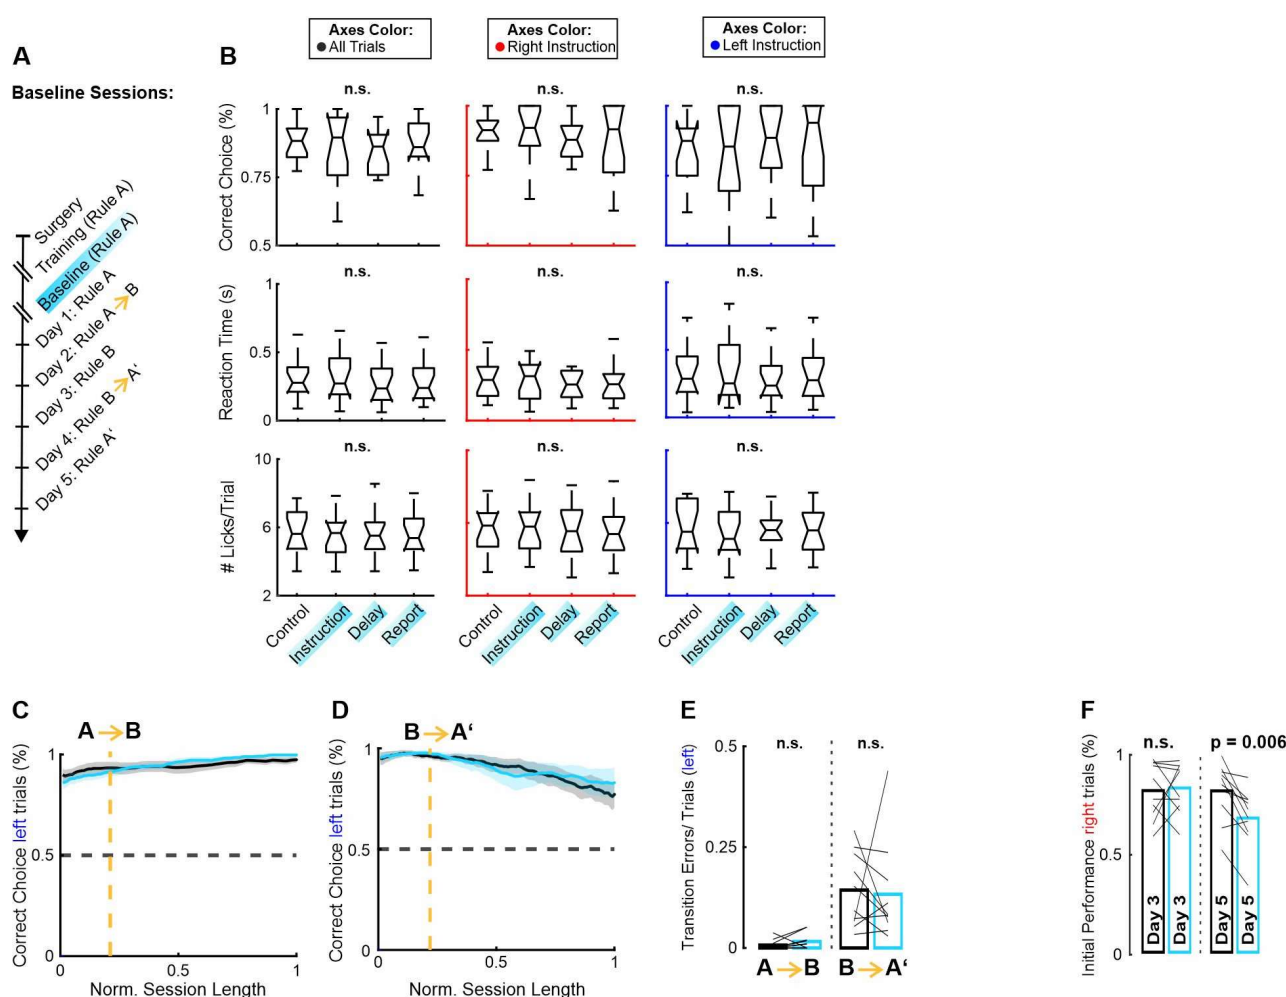 A
Baseline Sessions:
Surgery
Training (Rule A)
Baseline (Rule A)
Day 1: Rule A
Day 2: Rule A → B
Day 3: Rule B
Day 4: Rule B → A'
Day 5: Rule A'
B
Axes Color:
All Trials
Axes Color:
Right Instruction
Axes Color:
Left Instruction
n.s.
n.s.
n.s.
Correct Choice (%)
1
0.75
0.5
n.s.
n.s.
n.s.
Reaction Time (s)
1
0.5
0
n.s.
n.s.
n.s.
# Licks/Trial
10
6
2
Control
Instruction
Delay
Report
Control
Instruction
Delay
Report
Control
Instruction
Delay
Report
C
A → B
Correct Choice left trials (%)
1
0.5
0
0
0.5
1
Norm. Session Length
D
B → A'
Correct Choice left trials (%)
1
0.5
0
0
0.5
1
Norm. Session Length
E
n.s.
n.s.
Transition Errors/ Trials (left)
0.5
0.25
0
A → B
B → A'
F
n.s.
p = 0.006
Initial Performance right trials (%)
1
0.5
0
Day 3
Day 3
Day 5
Day 5